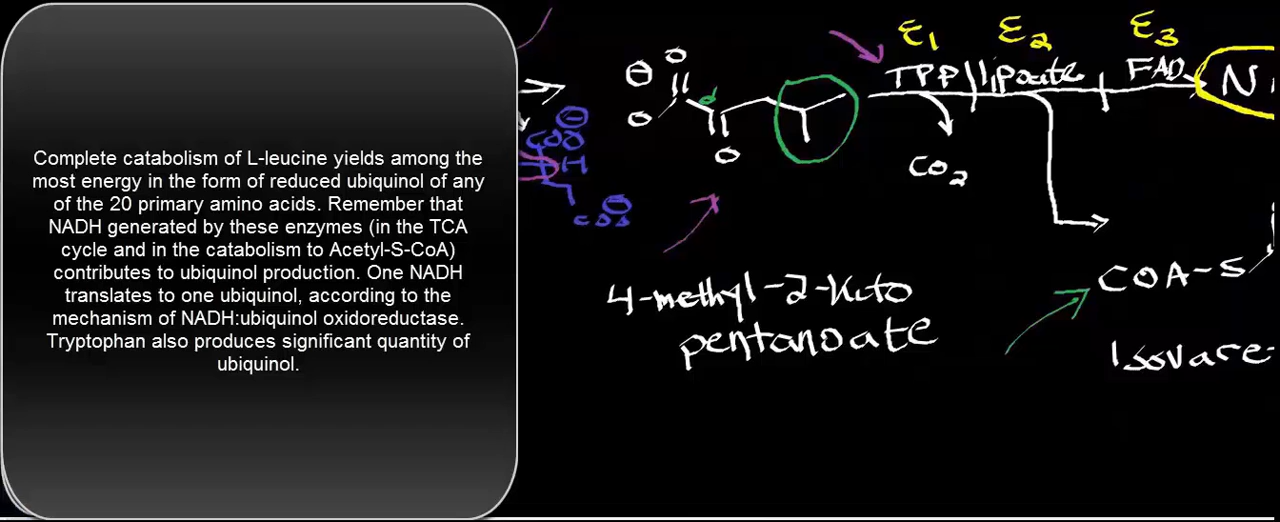 Complete catabolism of L-leucine yields among the
most energy in the form of reduced ubiquinol of any
of the 20 primary amino acids. Remember that
NADH generated by these enzymes (in the TCA
cycle and in the catabolism to Acetyl-S-CoA)
contributes to ubiquinol production. One NADH
translates to one ubiquinol, according to the
mechanism of NADH:ubiquinol oxidoreductase.
Tryptophan also produces significant quantity of
ubiquinol.
COO
H
O
⊖
O
O
4-methyl-2-Keto
pentanoate
E1 E2 E3
TPP lipoate FAD N
CO2
COA-S
Isovare